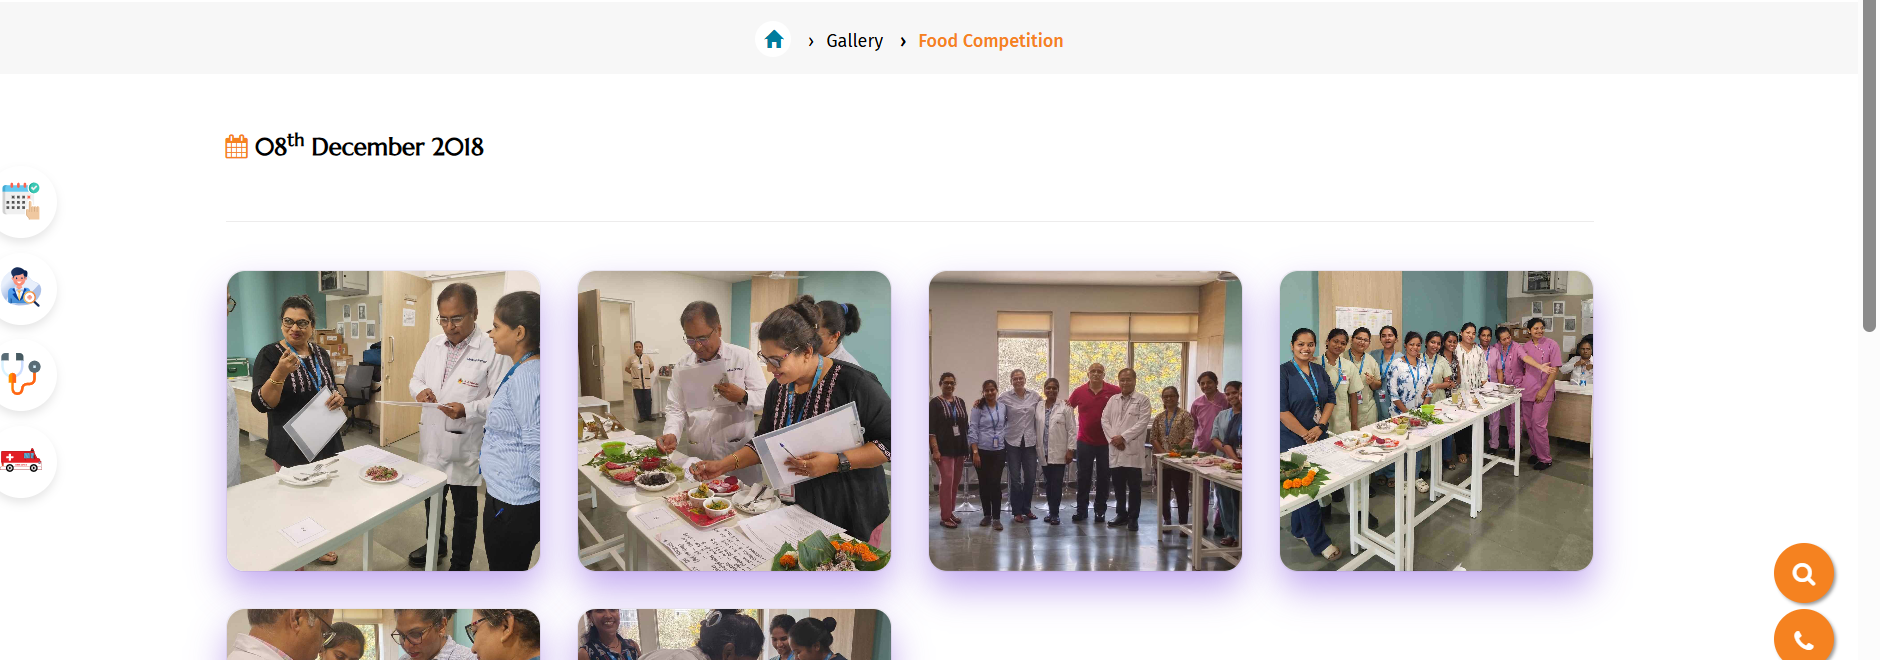 › Gallery › Food Competition
08th December 2018